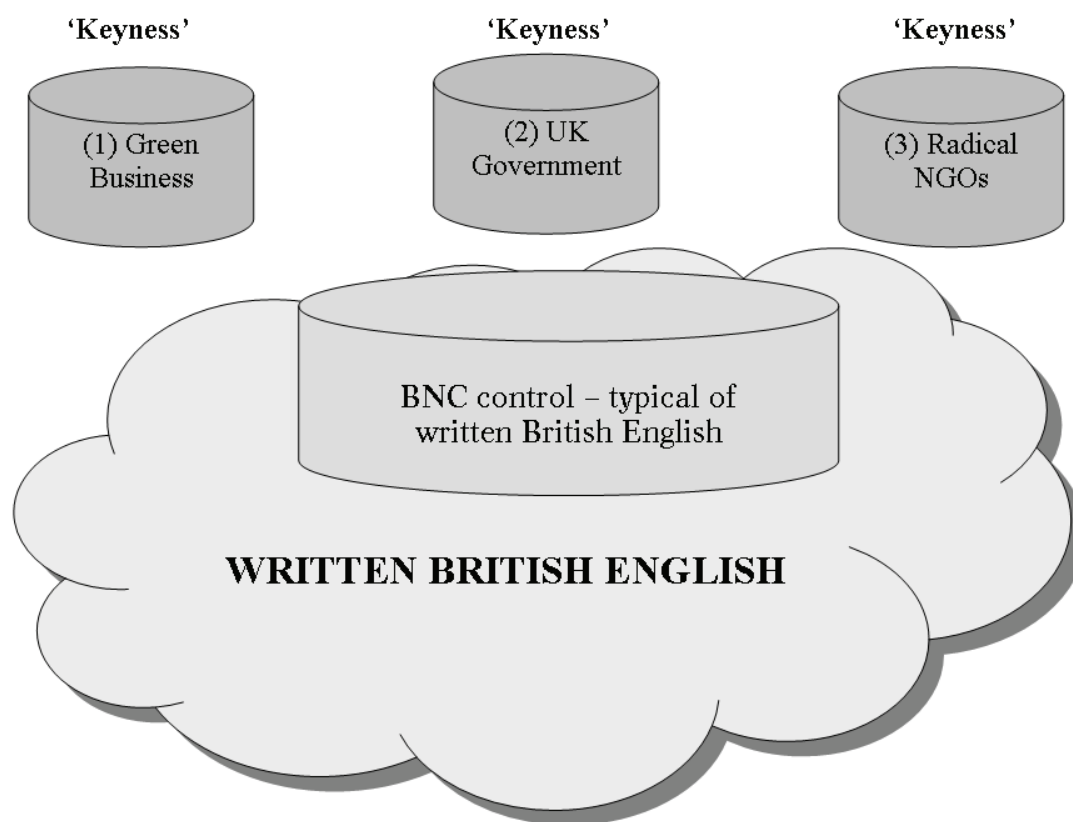 ‘Keyness’
‘Keyness’
‘Keyness’
(1) Green
Business
(2) UK
Government
(3) Radical
NGOs
BNC control – typical of
written British English
WRITTEN BRITISH ENGLISH